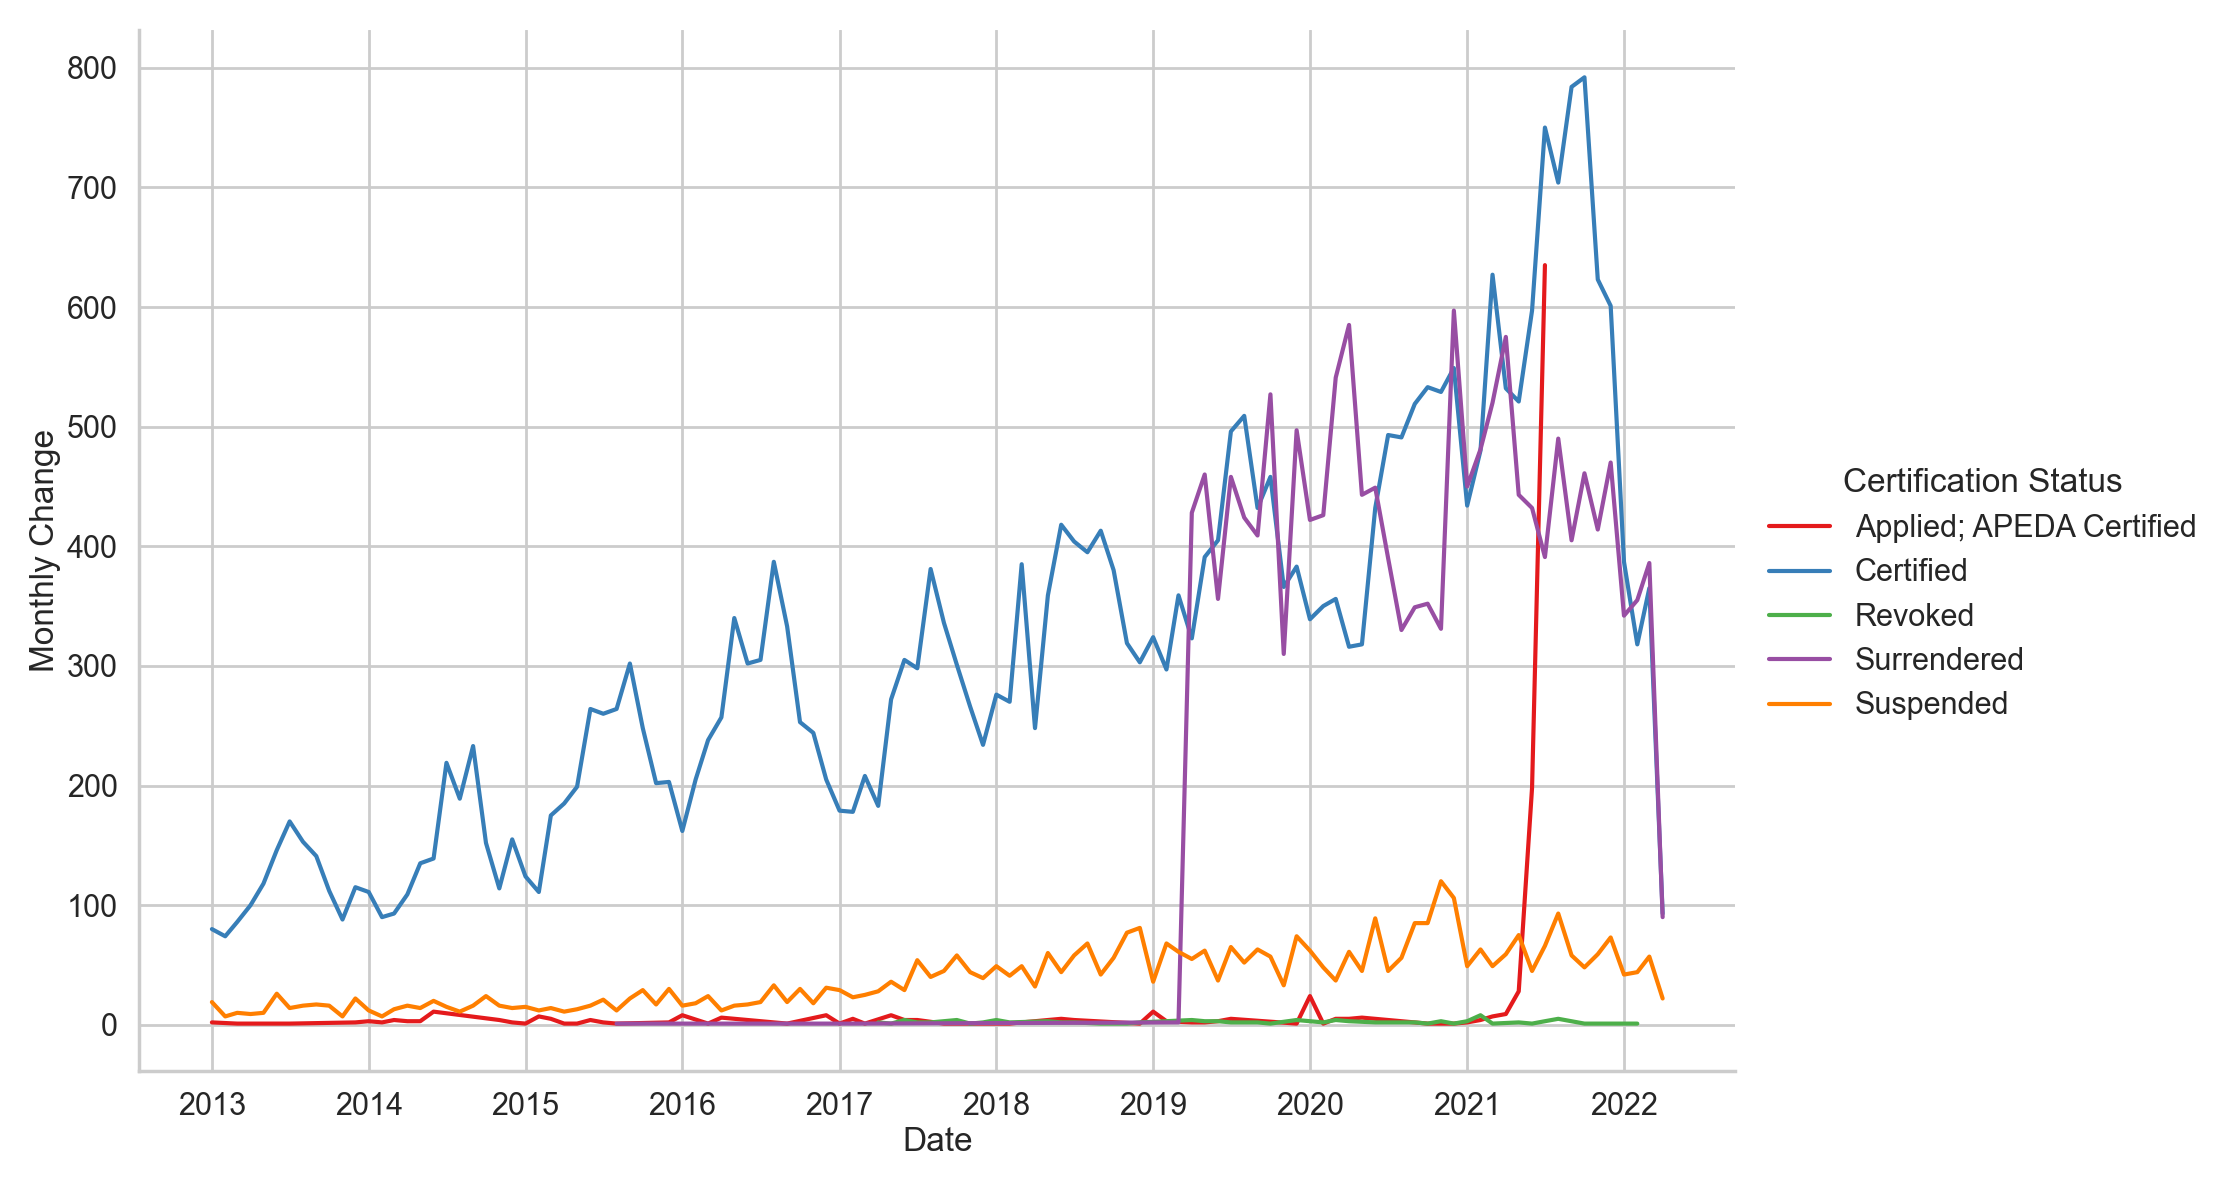 800
700
600
500
400
300
200
100
0
Monthly Change
2013 2014 2015 2016 2017 2018 2019 2020 2021 2022
Date
Certification Status
Applied; APEDA Certified
Certified
Revoked
Surrendered
Suspended